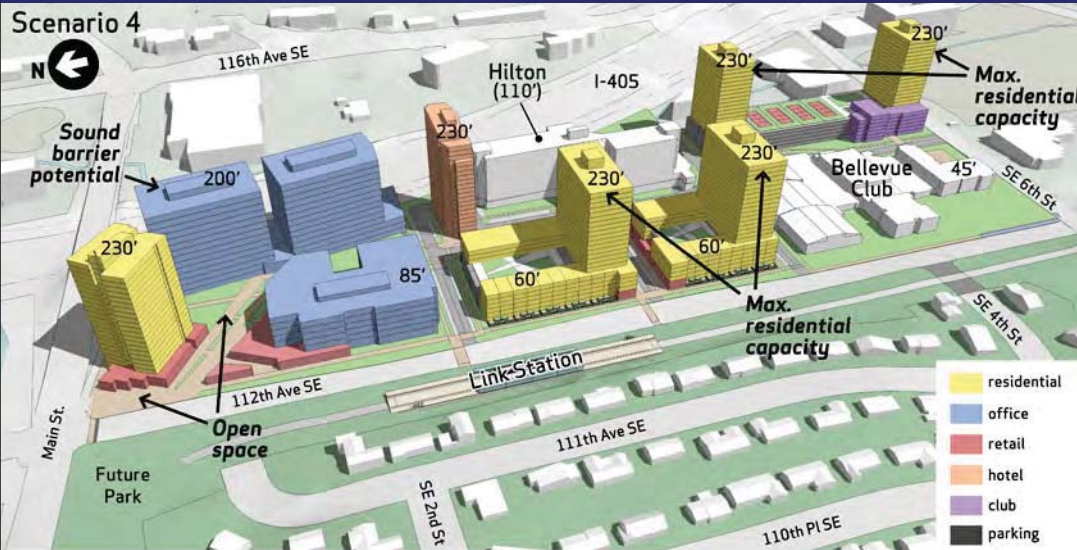 Scenario 4
N
116th Ave SE
Hilton
(110')
I-405
230'
230'
Max.
residential
capacity
Sound
barrier
potential
200'
230'
230'
230'
Bellevue
Club
45'
SE 6th St
230'
85'
60'
60'
Max.
residential
capacity
SE 4th St
Link Station
112th Ave SE
Main St.
Open
space
111th Ave SE
Future
Park
SE 2nd St
110th Pl SE
residential
office
retail
hotel
club
parking